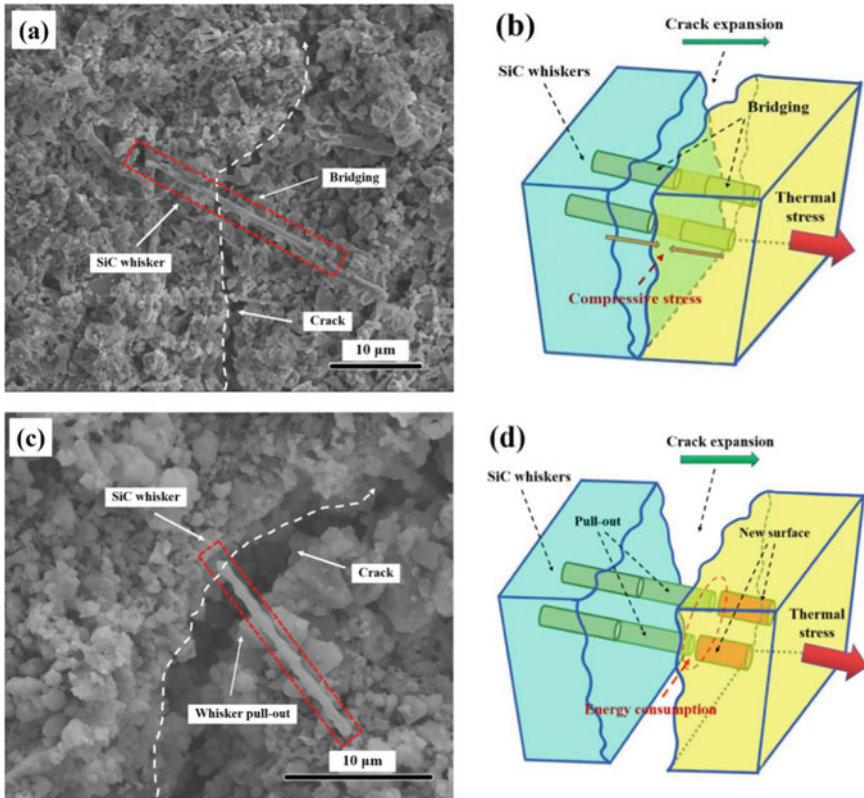 (a)
Bridging
SiC whisker
Crack
10 μm
(b)
Crack expansion
SiC whiskers
Bridging
Thermal
stress
Compressive stress
(c)
SiC whisker
Crack
Whisker pull-out
10 μm
(d)
Crack expansion
SiC whiskers
Pull-out
New surface
Thermal
stress
Energy consumption